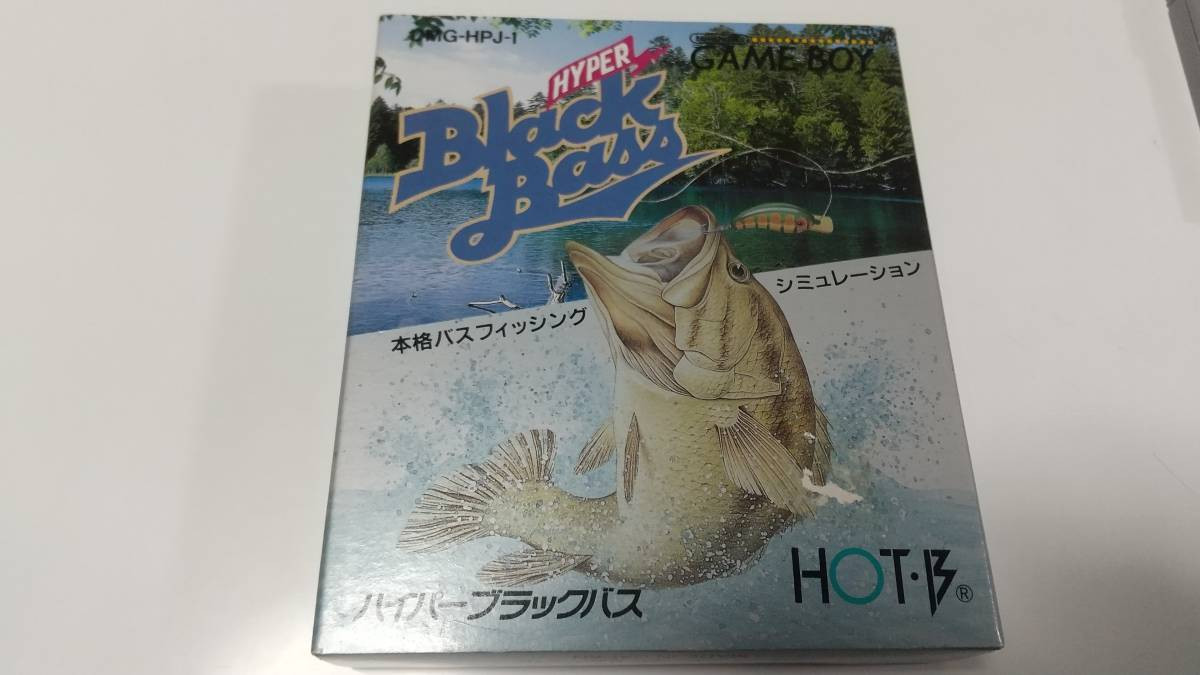 DMG-HPJ-1
GAME BOY
HYPER
Black
Bass
シミュレーション
本格バスフィッシング
HOT・B®
ハイパーブラックバス